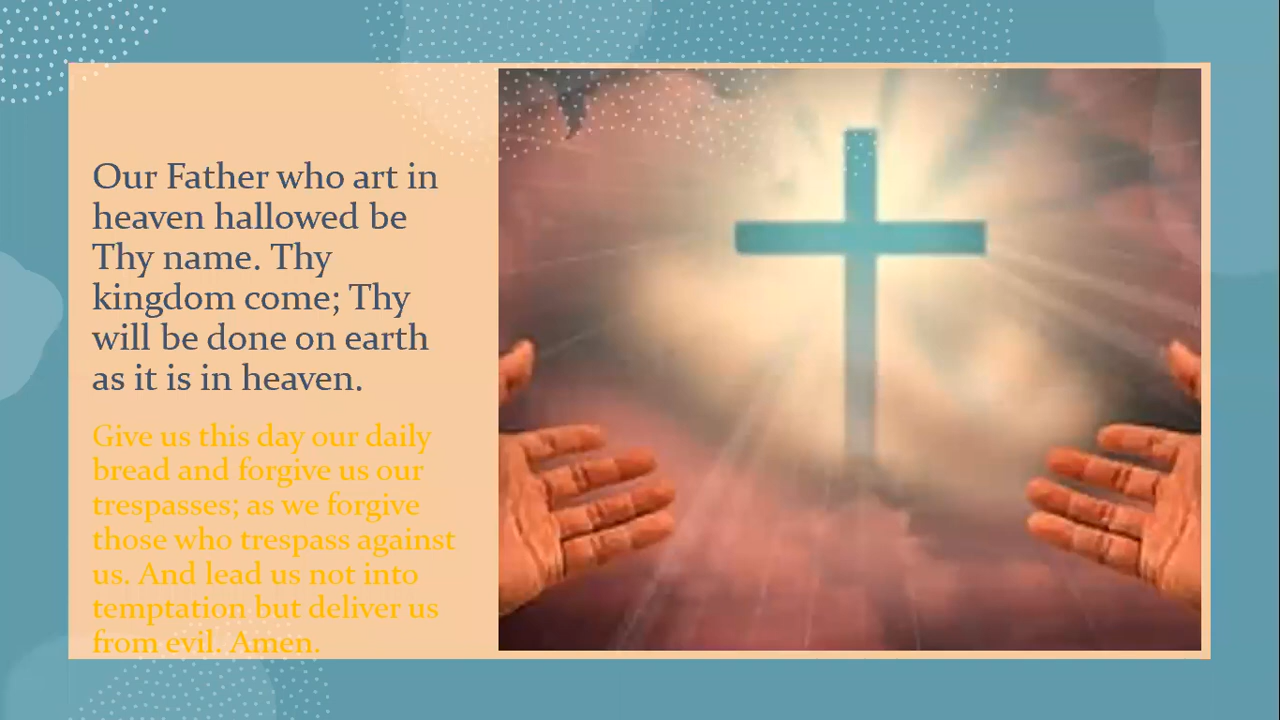 Our Father who art in
heaven hallowed be
Thy name. Thy
kingdom come; Thy
will be done on earth
as it is in heaven.
Give us this day our daily
bread and forgive us our
trespasses; as we forgive
those who trespass against
us. And lead us not into
temptation but deliver us
from evil. Amen.